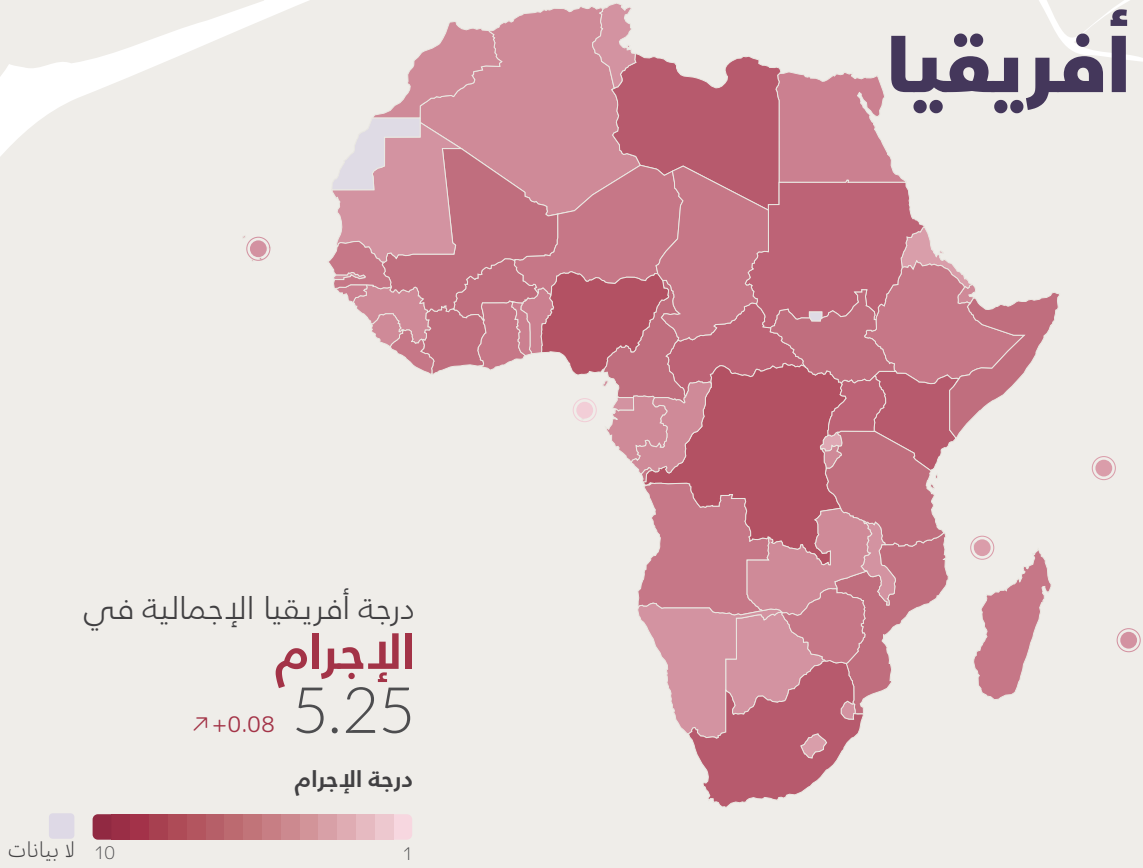 أفريقيا
درجة أفريقيا الإجمالية في
الإجرام
5.25 +0.08↗
درجة الإجرام
1
10
لا بيانات